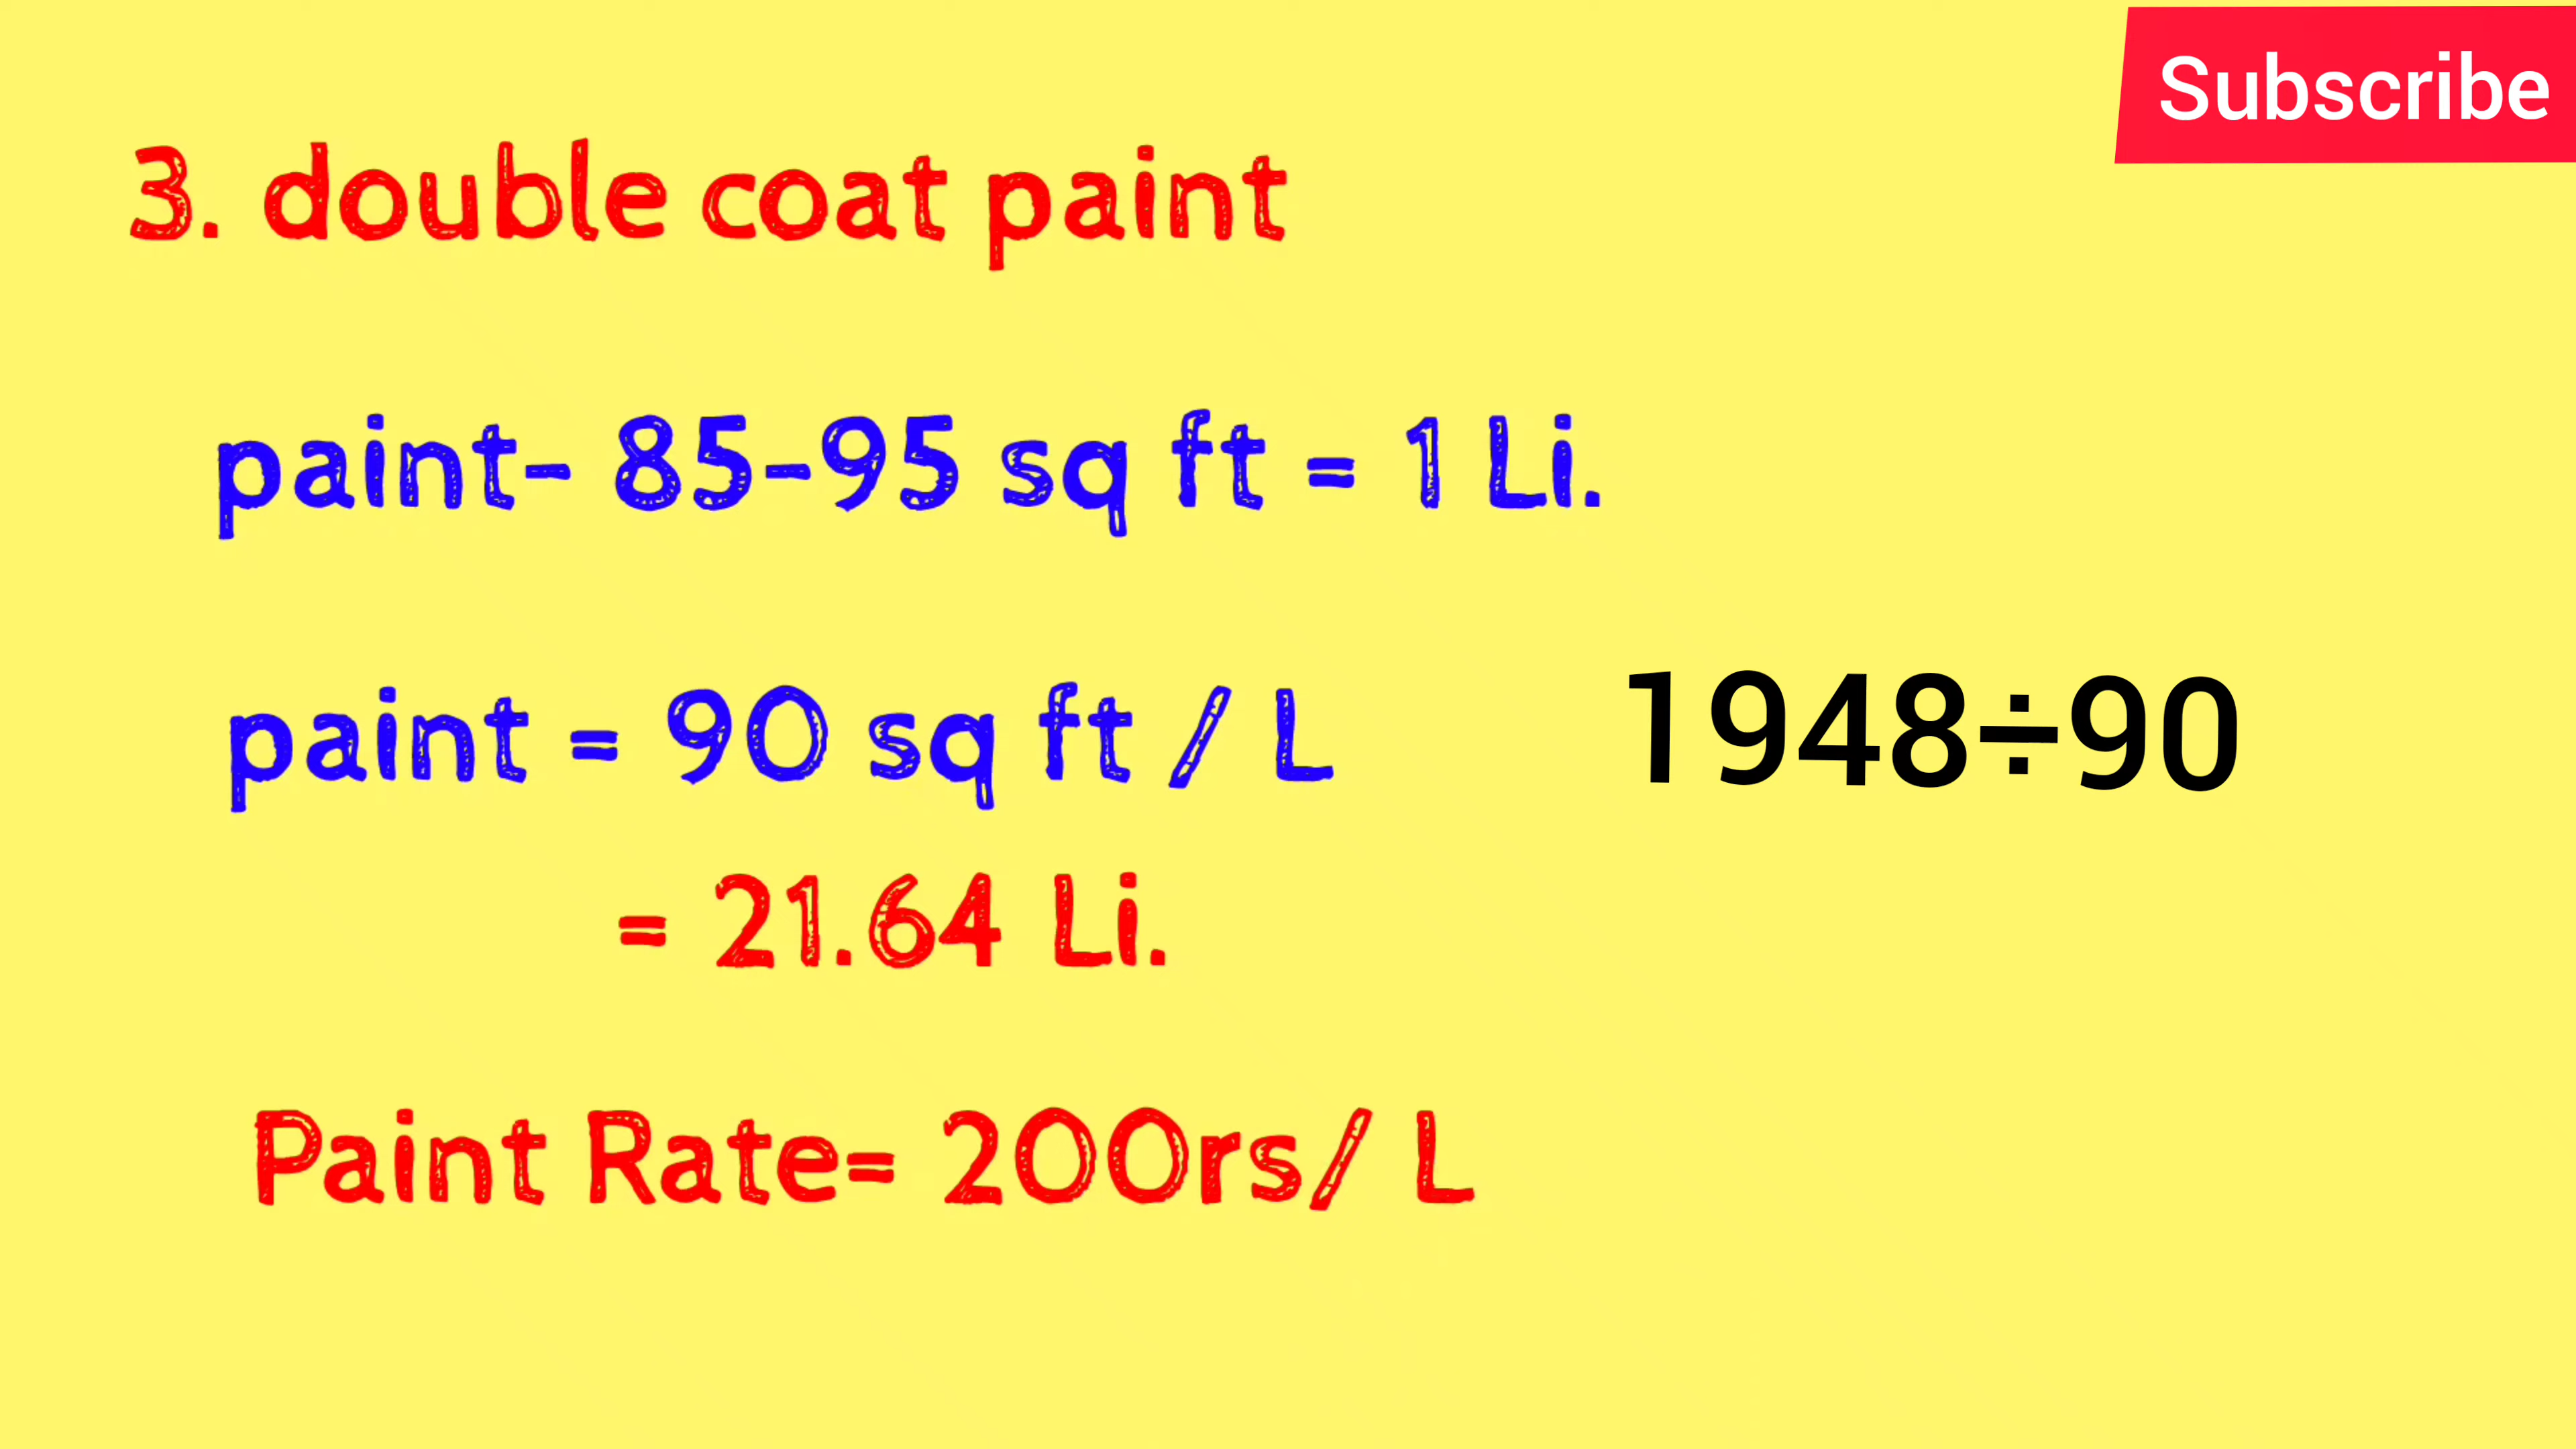 Subscribe
3. double coat paint
paint- 85-95 sq ft = 1 Li.
paint = 90 sq ft / L
1948÷90
= 21.64 Li.
Paint Rate= 200rs/ L